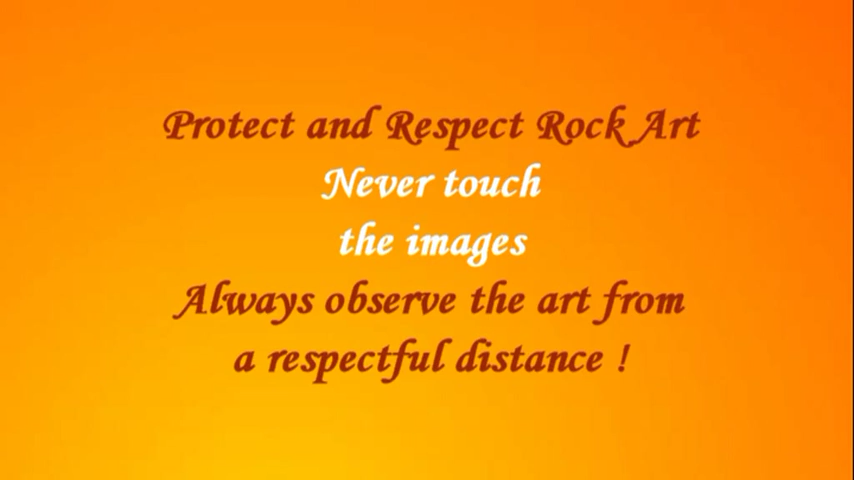 Protect and Respect Rock Art
Never touch
the images
Always observe the art from
a respectful distance !